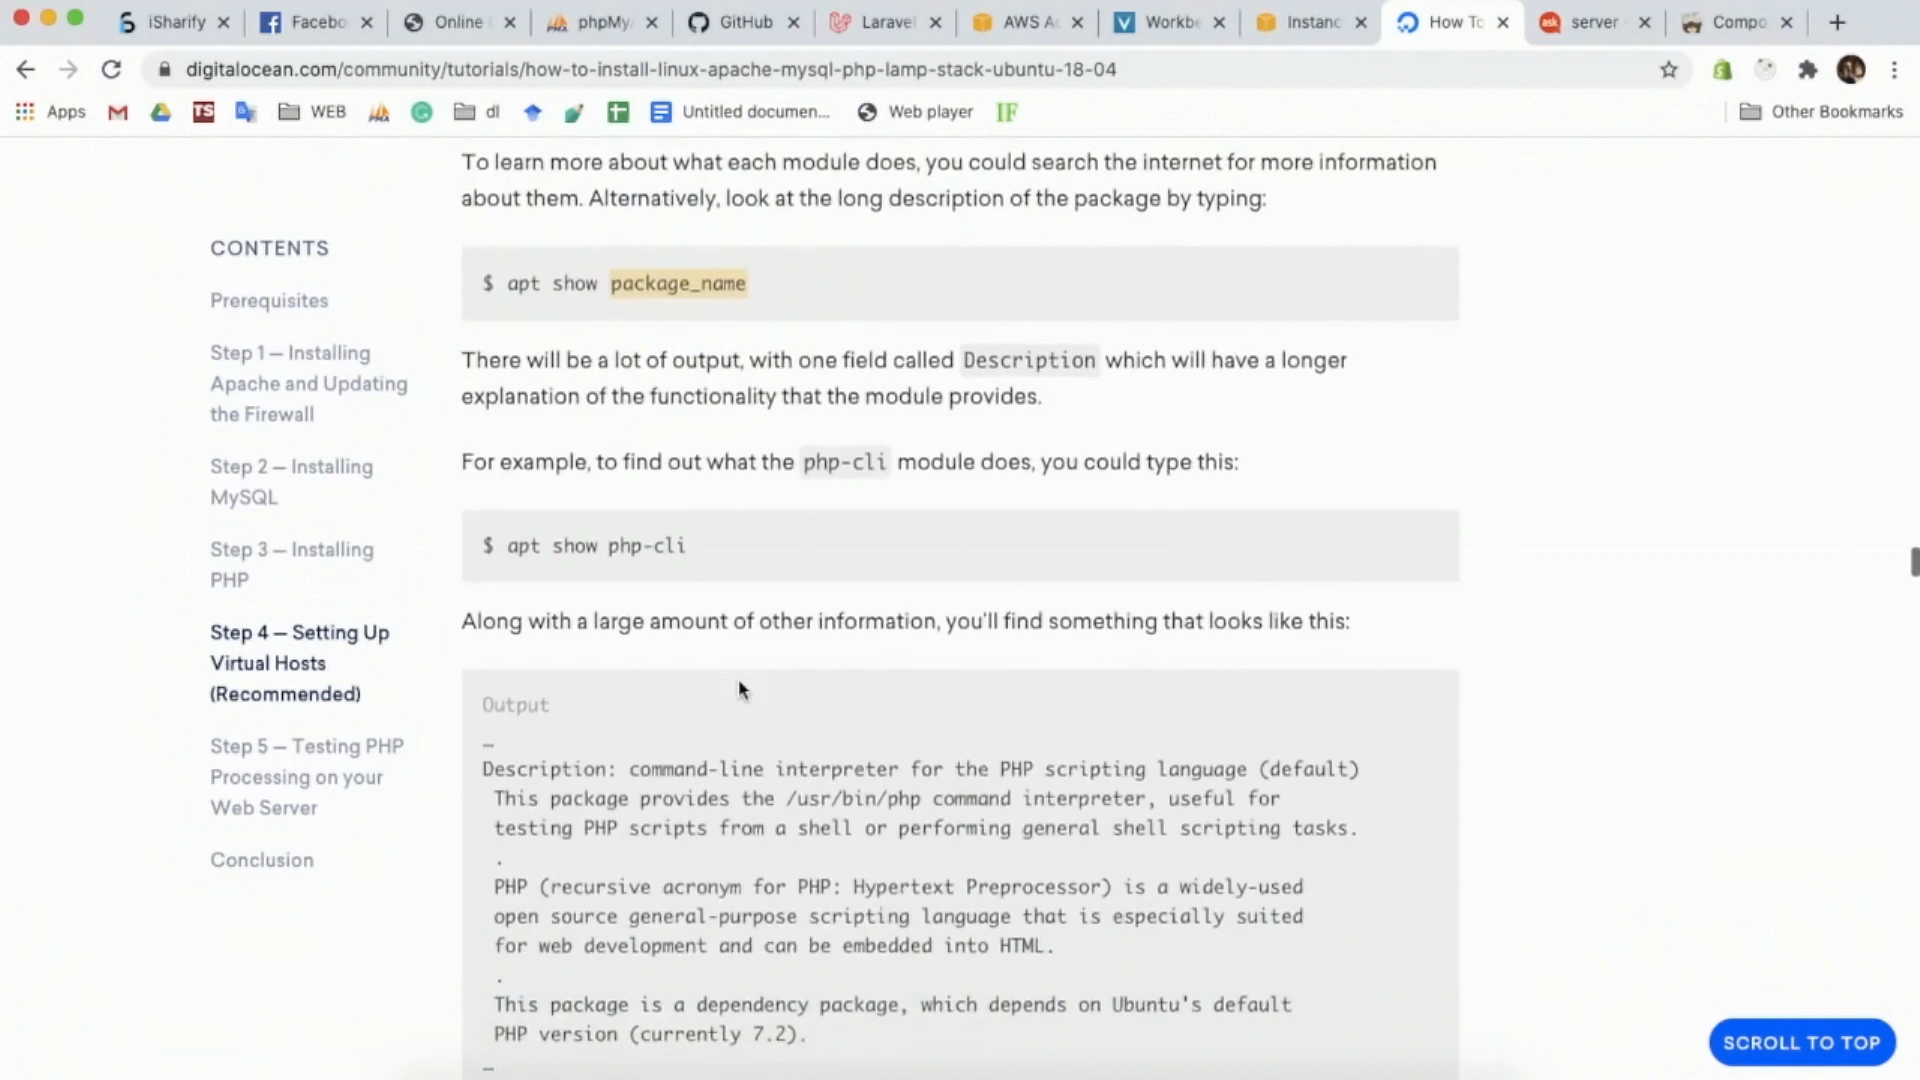 iSharify
Facebo
Online
phpMy
GitHub
Laravel
AWS Ac
Workbe
Instanc
How To
ask
server
Compo
digitalocean.com/community/tutorials/how-to-install-linux-apache-mysql-php-lamp-stack-ubuntu-18-04
Apps
TS
WEB
dl
Untitled documen...
Web player
IF
Other Bookmarks
To learn more about what each module does, you could search the internet for more information
about them. Alternatively, look at the long description of the package by typing:
$ apt show package_name
There will be a lot of output, with one field called Description which will have a longer
explanation of the functionality that the module provides.
For example, to find out what the php-cli module does, you could type this:
$ apt show php-cli
Along with a large amount of other information, you'll find something that looks like this:
Output
…
Description: command-line interpreter for the PHP scripting language (default)
This package provides the /usr/bin/php command interpreter, useful for
testing PHP scripts from a shell or performing general shell scripting tasks.
.
PHP (recursive acronym for PHP: Hypertext Preprocessor) is a widely-used
open source general-purpose scripting language that is especially suited
for web development and can be embedded into HTML.
.
This package is a dependency package, which depends on Ubuntu's default
PHP version (currently 7.2).
…
CONTENTS
Prerequisites
Step 1 – Installing
Apache and Updating
the Firewall
Step 2 – Installing
MySQL
Step 3 – Installing
PHP
Step 4 – Setting Up
Virtual Hosts
(Recommended)
Step 5 – Testing PHP
Processing on your
Web Server
Conclusion
SCROLL TO TOP